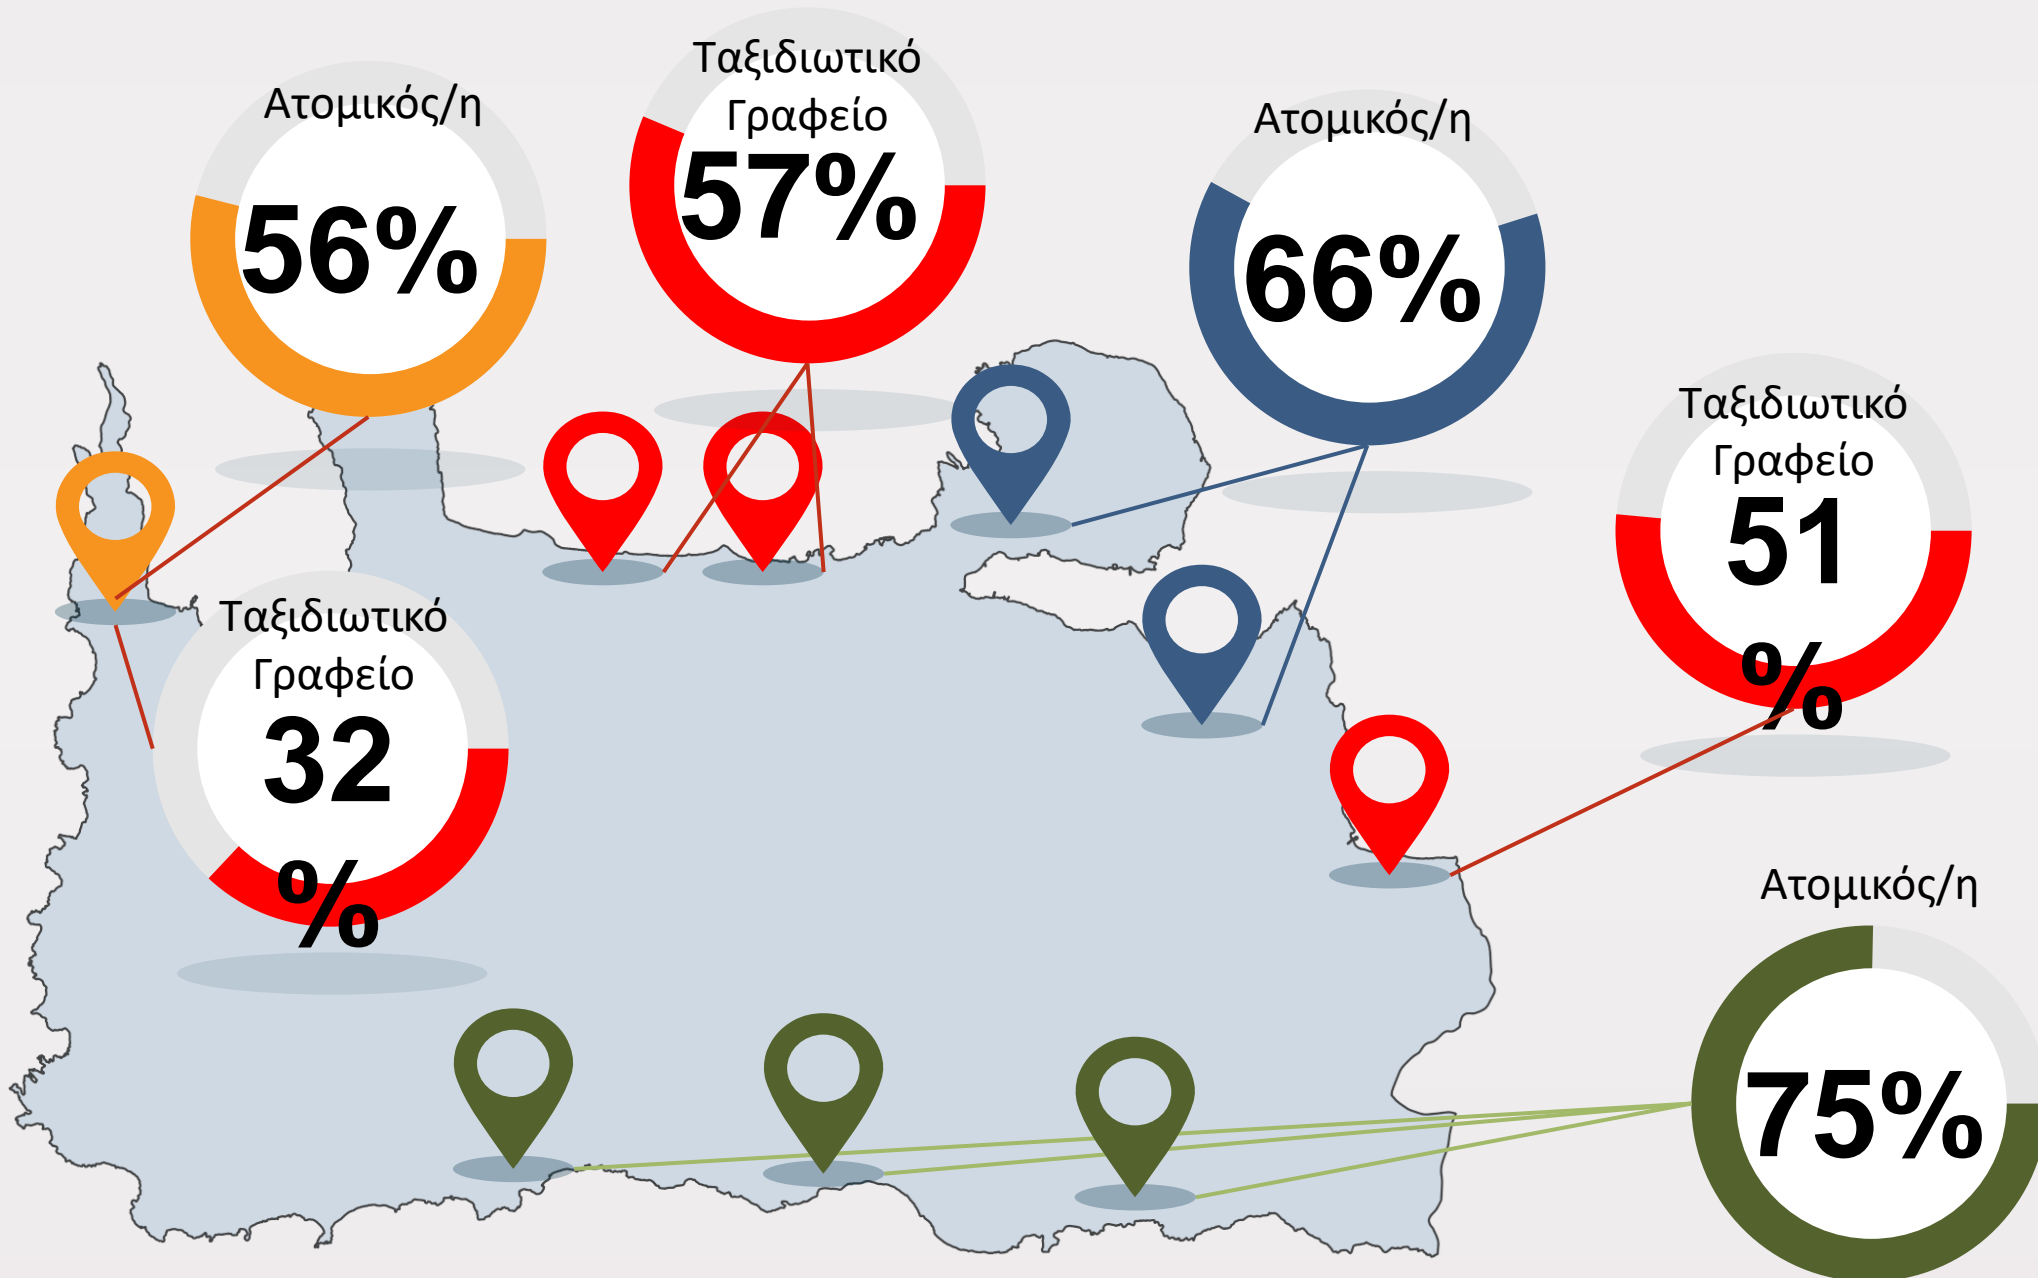 Ατομικός/η
56%
Ταξιδιωτικό
Γραφείο
57%
Ατομικός/η
66%
Ταξιδιωτικό
Γραφείο
51
%
Ταξιδιωτικό
Γραφείο
32
%
Ατομικός/η
75%